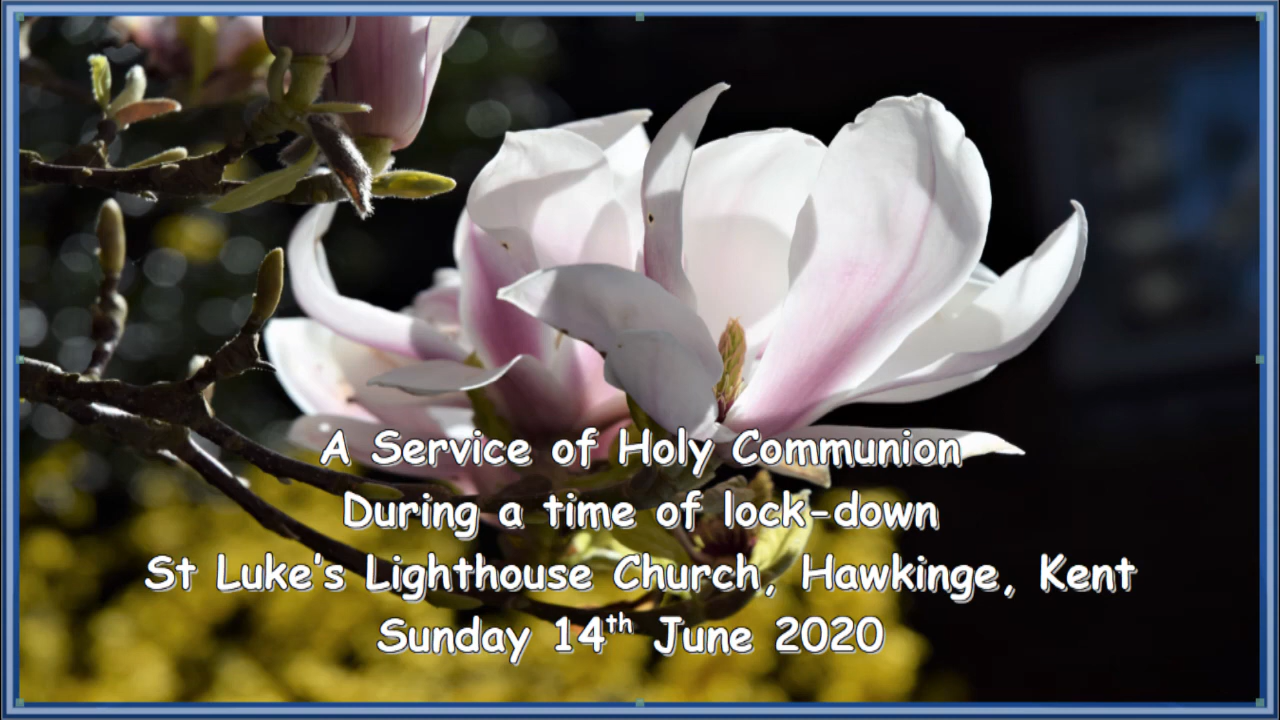 A Service of Holy Communion
During a time of lock-down
St Luke's Lighthouse Church, Hawkinge, Kent
Sunday 14th June 2020